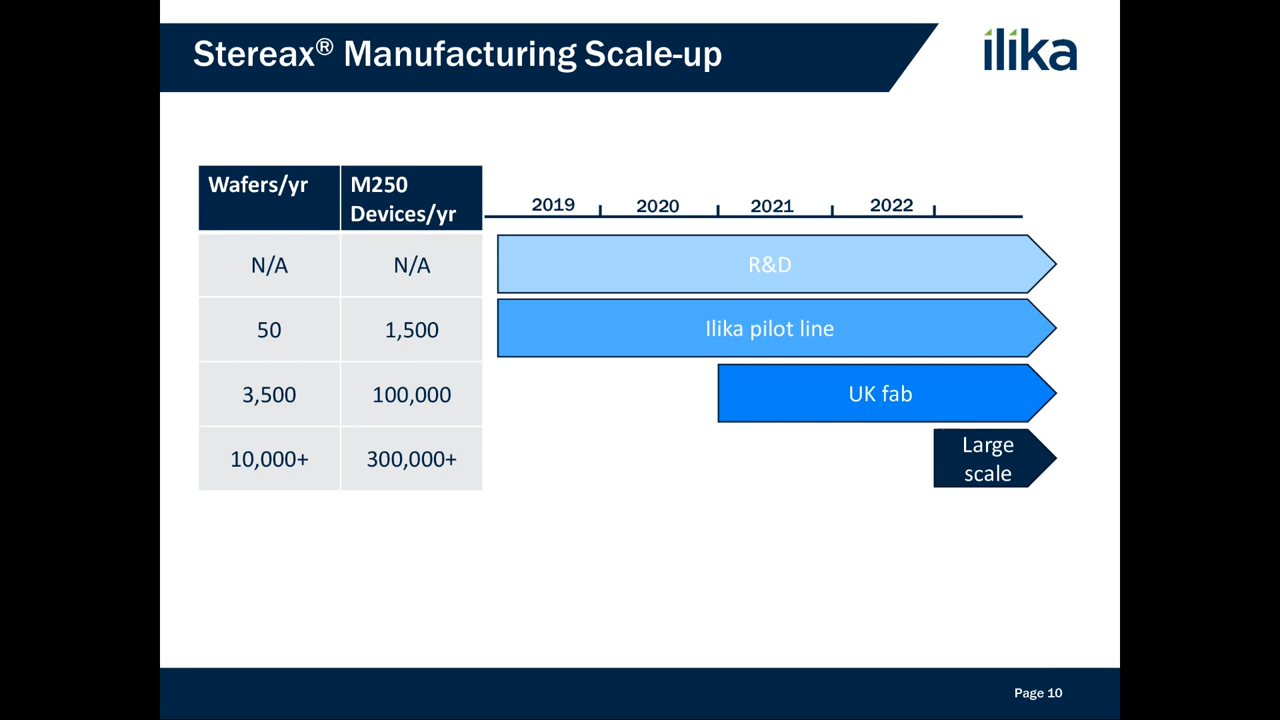 Stereax® Manufacturing Scale-up
ilika
Wafers/yr
M250
Devices/yr
2019 2020 2021 2022
N/A N/A R&D
50 1,500 Ilika pilot line
3,500 100,000 UK fab
10,000+ 300,000+ Large
scale
Page 10